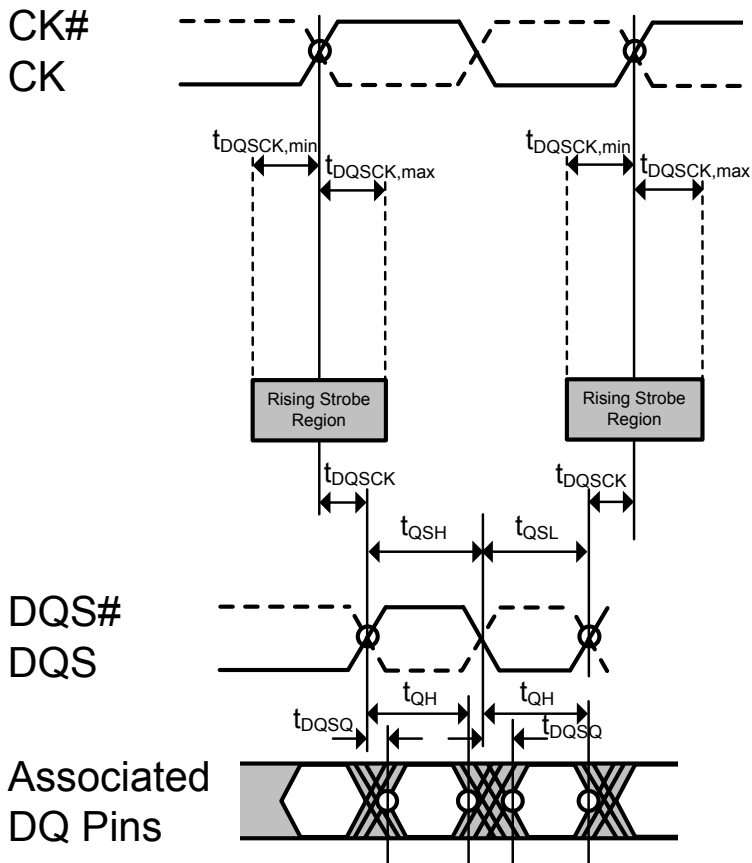 CK#
CK
tDQSCK,min
tDQSCK,max
tDQSCK,min
tDQSCK,max
Rising Strobe
Region
Rising Strobe
Region
tDQSCK
tDQSCK
tQSH
tQSL
DQS#
DQS
tQH
tQH
tDQSQ
tDQSQ
Associated
DQ Pins